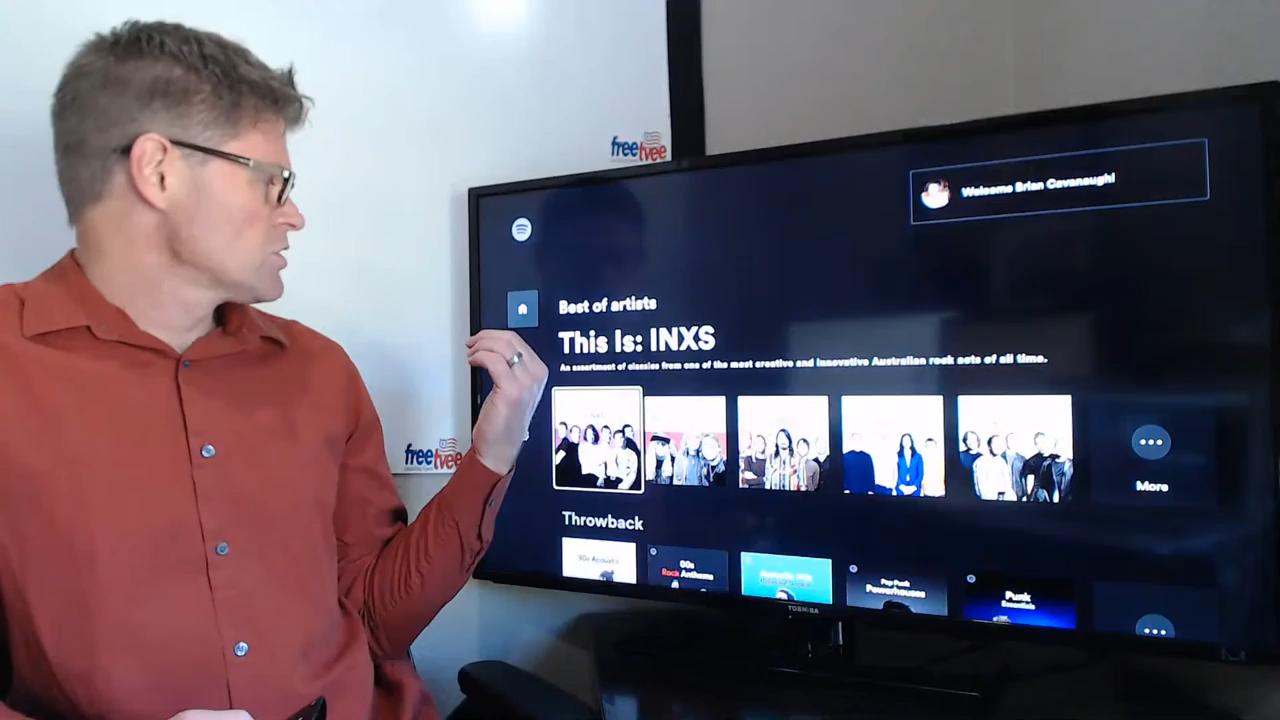 freetvee
Welcome Brian Cavanaugh!
Best of artists
This Is: INXS
An assortment of classics from one of the most creative and innovative Australian rock acts of all time.
More
freetvee
Throwback
90s Acoustic
00s
Rock Anthems
Pop Punk
Powerhouses
Punk
Essentials
TOSHIBA